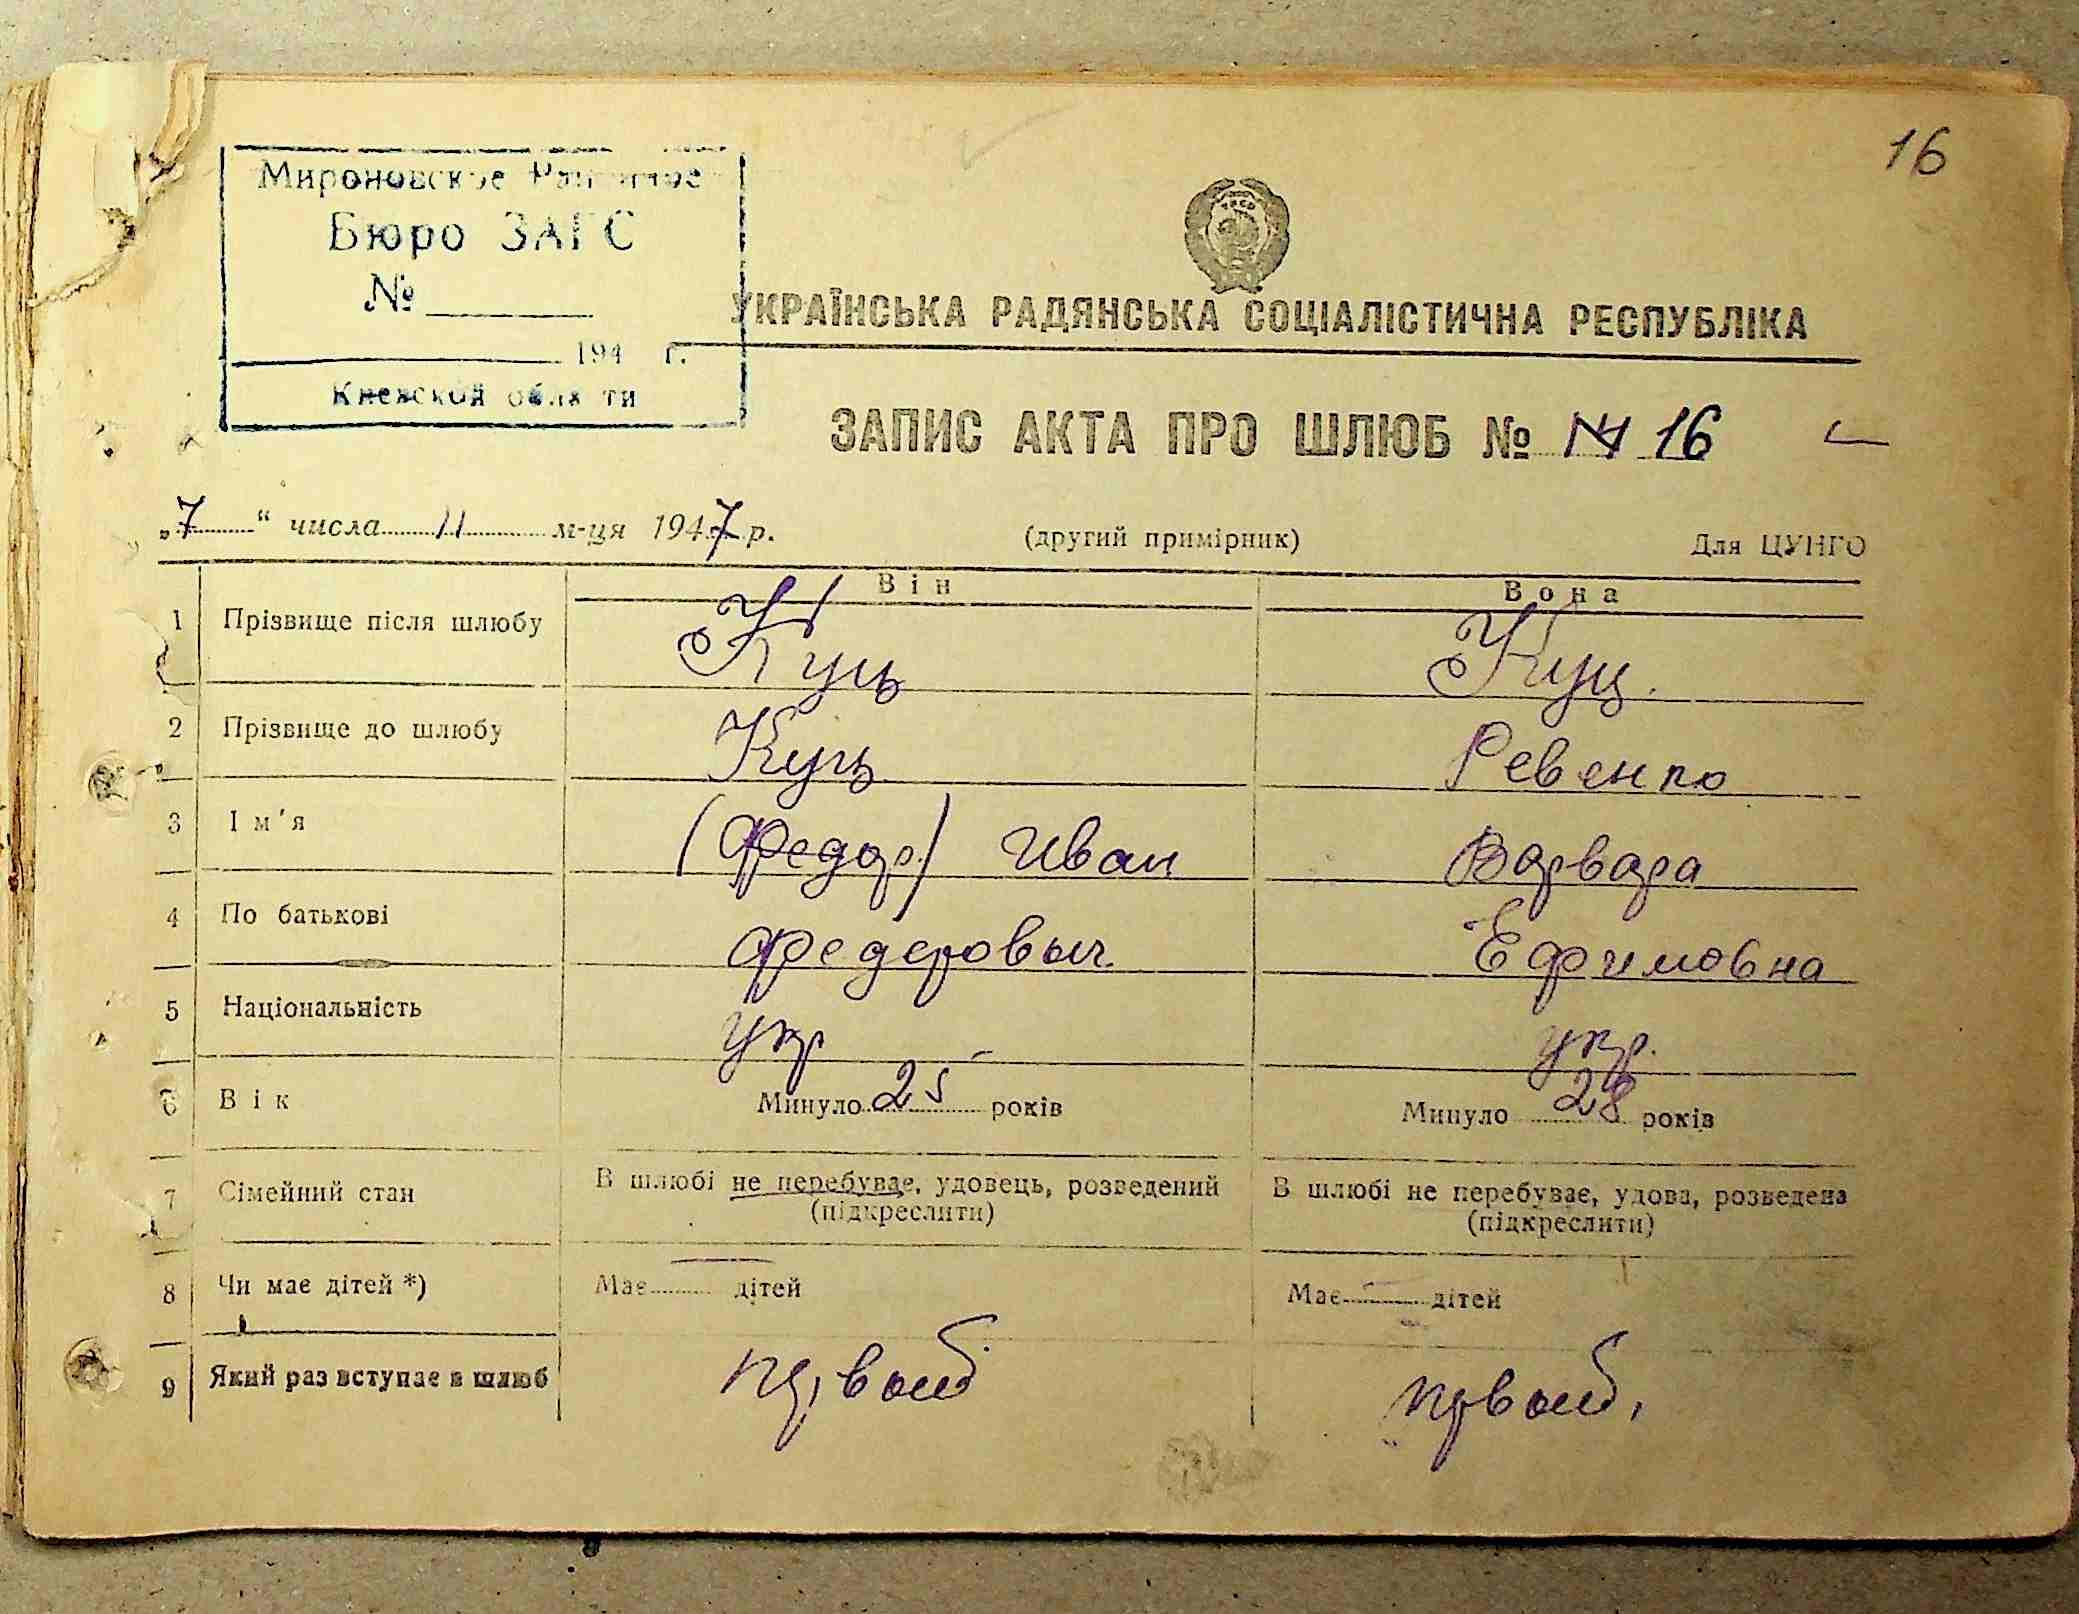 16
Мироновское Районное
Бюро ЗАГС
№
194 г.
Киевской области
УКРАЇНСЬКА РАДЯНСЬКА СОЦІАЛІСТИЧНА РЕСПУБЛІКА
ЗАПИС АКТА ПРО ШЛЮБ № 16
„7“ числа 11 м-ця 1947 р. (другий примірник) Для ЦУНГО
Він Вона
1 Прізвище після шлюбу Куць Куц.
2 Прізвище до шлюбу Куць Ревенко
3 Ім'я (Федор) Иван Варвара
4 По батькові Федеровыч Ефимовна
5 Національність укр укр.
6 Вік Минуло 25 років Минуло 28 років
7 Сімейний стан В шлюбі не перебуває, удовець, розведений В шлюбі не перебуває, удова, розведена
(підкреслити) (підкреслити)
8 Чи має дітей *) Має — дітей Має — дітей
9 Який раз вступає в шлюб